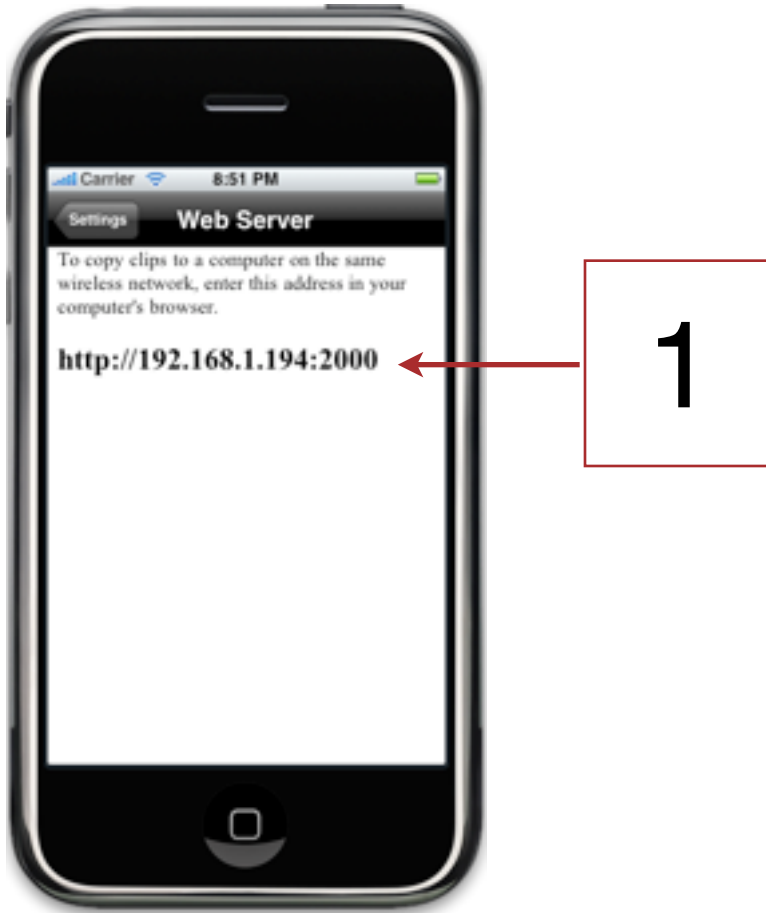 Carrier 8:51 PM
Settings Web Server
To copy clips to a computer on the same
wireless network, enter this address in your
computer's browser.
http://192.168.1.194:2000
1